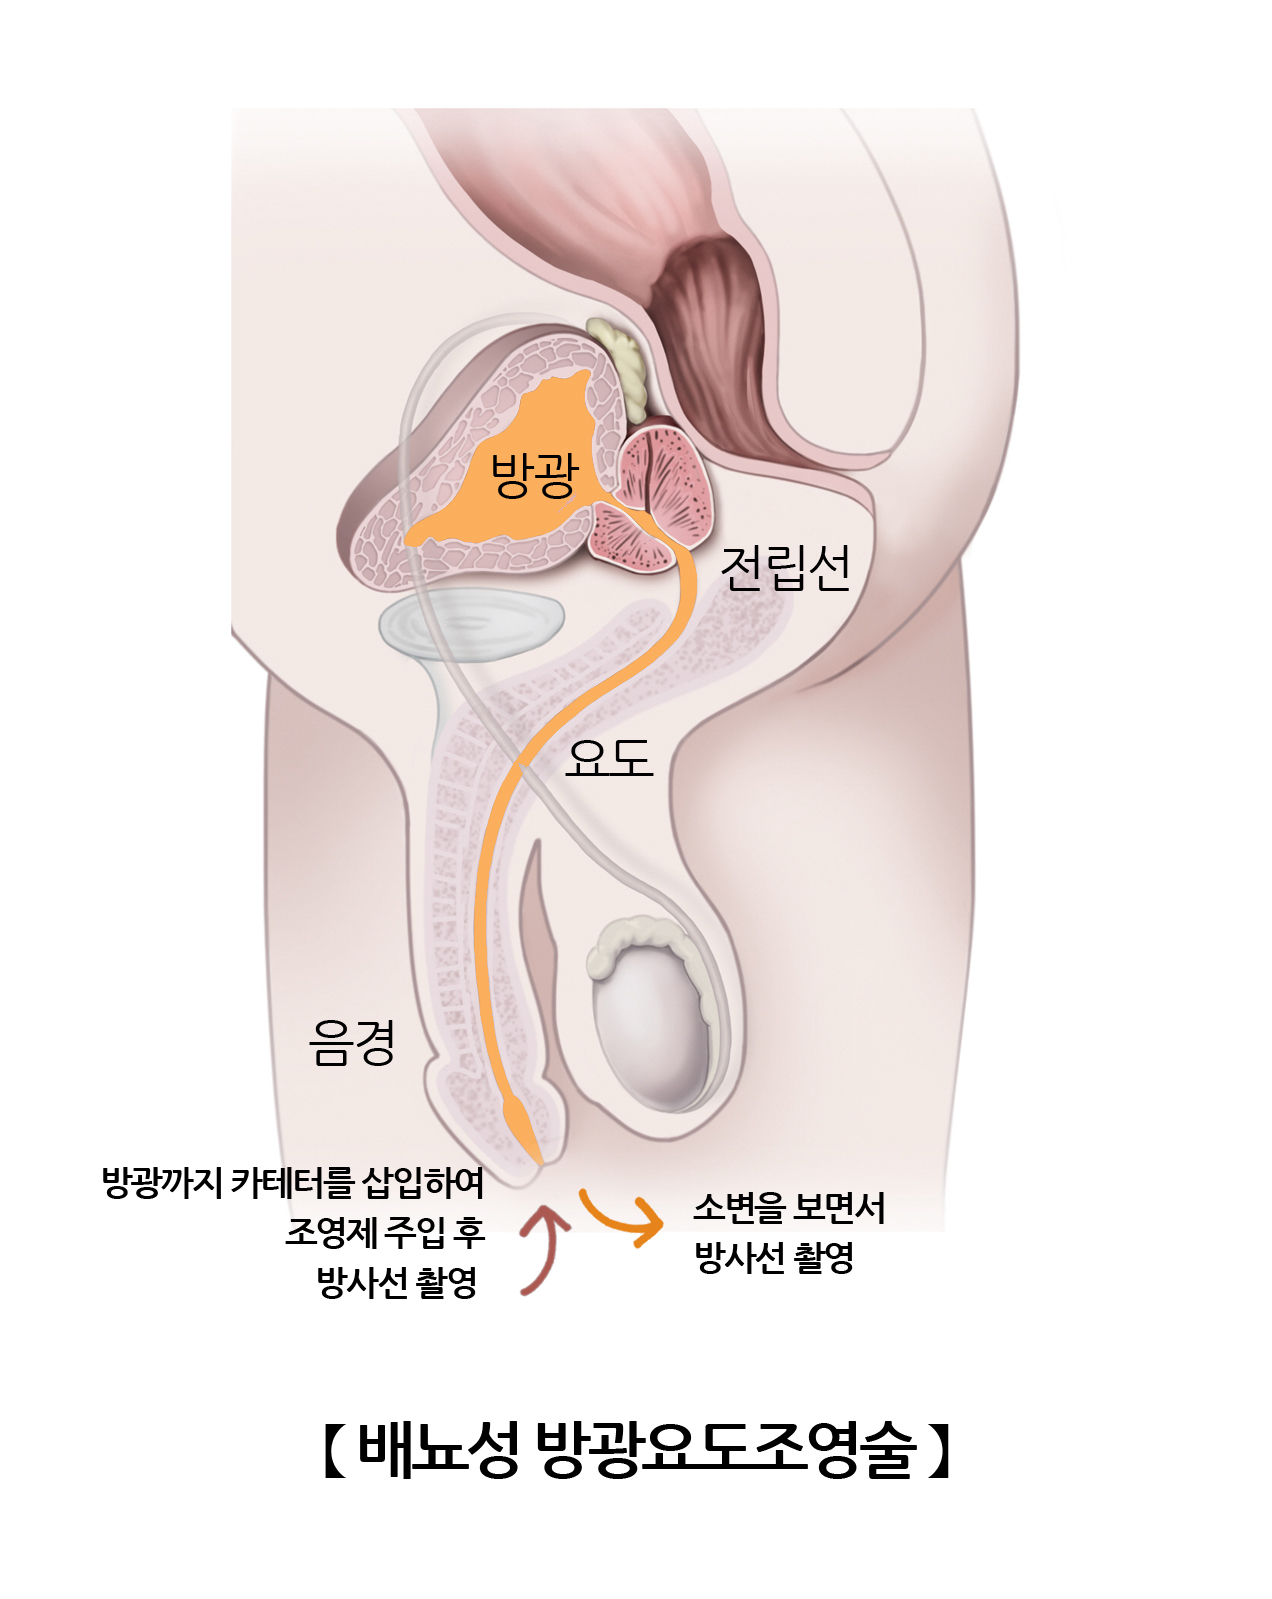 방광
전립선
요도
음경
방광까지 카테터를 삽입하여
조영제 주입 후
방사선 촬영
소변을 보면서
방사선 촬영
【 배뇨성 방광요도조영술 】